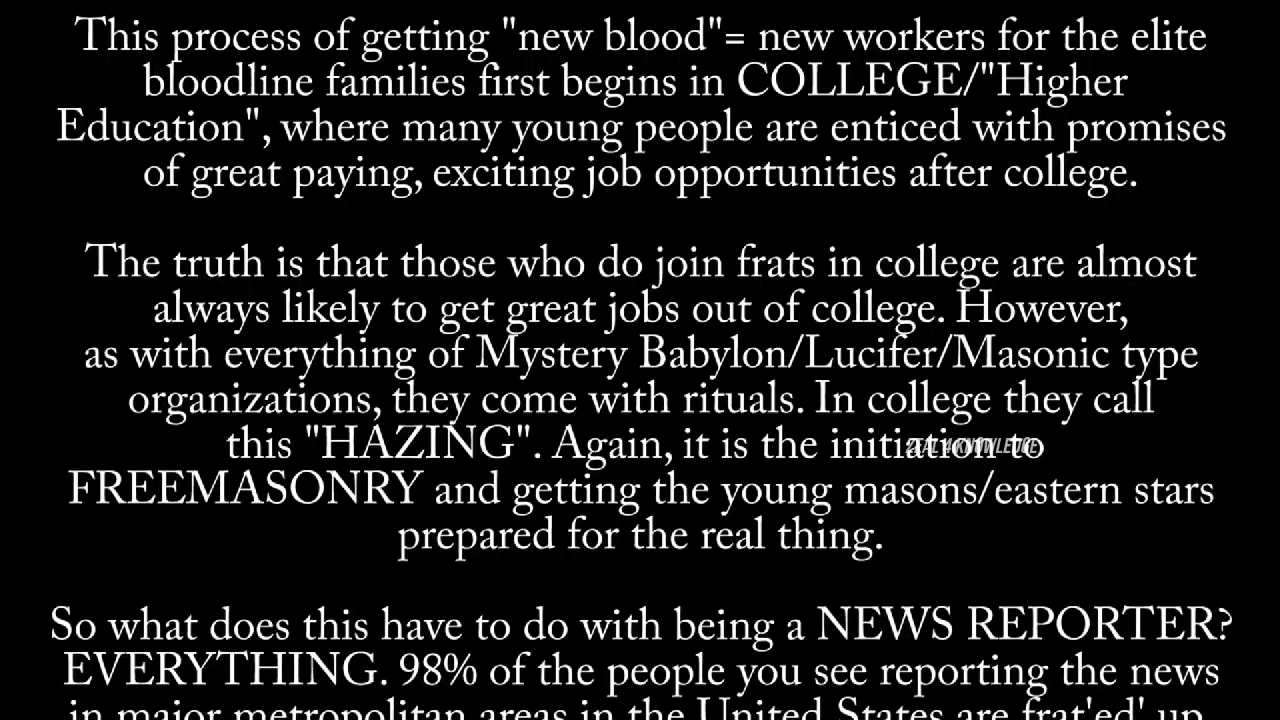 This process of getting "new blood"= new workers for the elite
bloodline families first begins in COLLEGE/"Higher
Education", where many young people are enticed with promises
of great paying, exciting job opportunities after college.
The truth is that those who do join frats in college are almost
always likely to get great jobs out of college. However,
as with everything of Mystery Babylon/Lucifer/Masonic type
organizations, they come with rituals. In college they call
this "HAZING". Again, it is the initiation to
ZEAL 4 KNOWLEDGE
FREEMASONRY and getting the young masons/eastern stars
prepared for the real thing.
So what does this have to do with being a NEWS REPORTER?
EVERYTHING. 98% of the people you see reporting the news
in major metropolitan areas in the United States are frat'ed' up